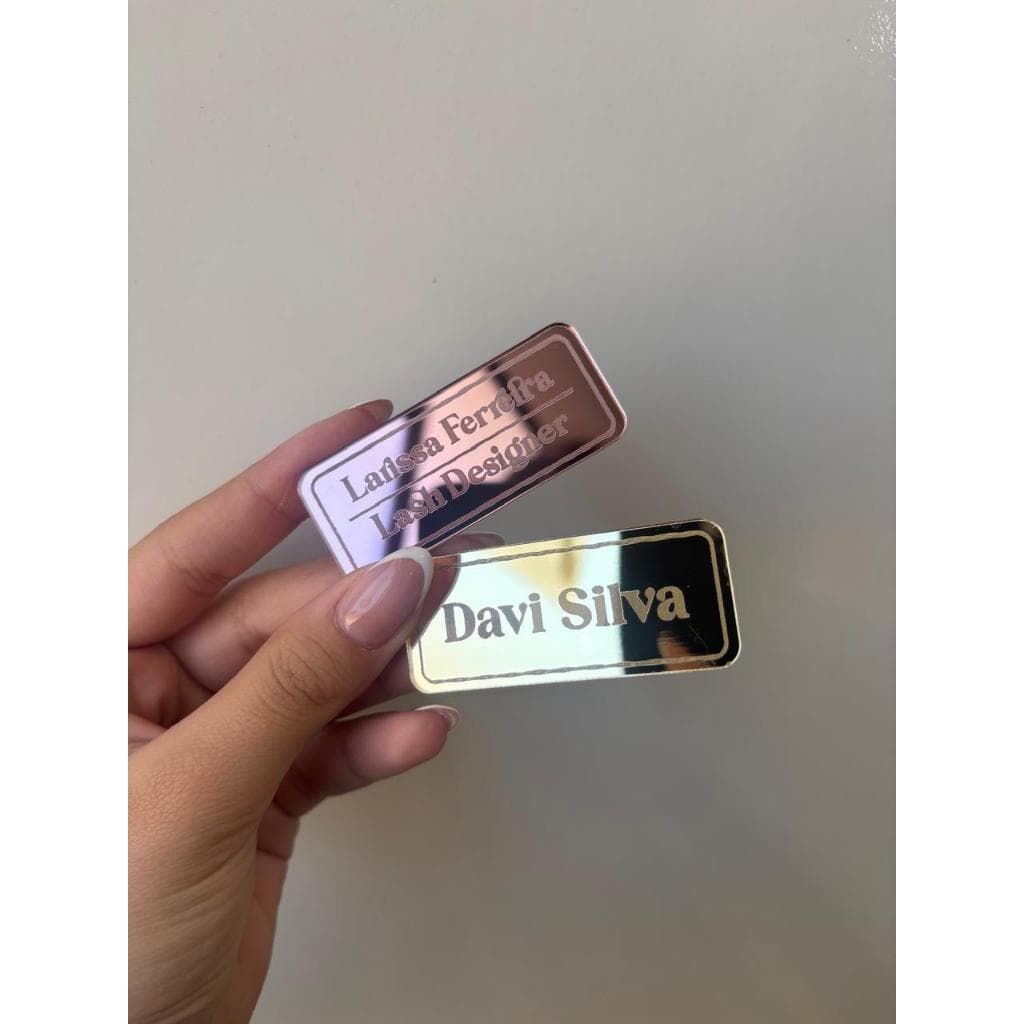 Larissa Ferreira
Lash Designer
Davi Silva